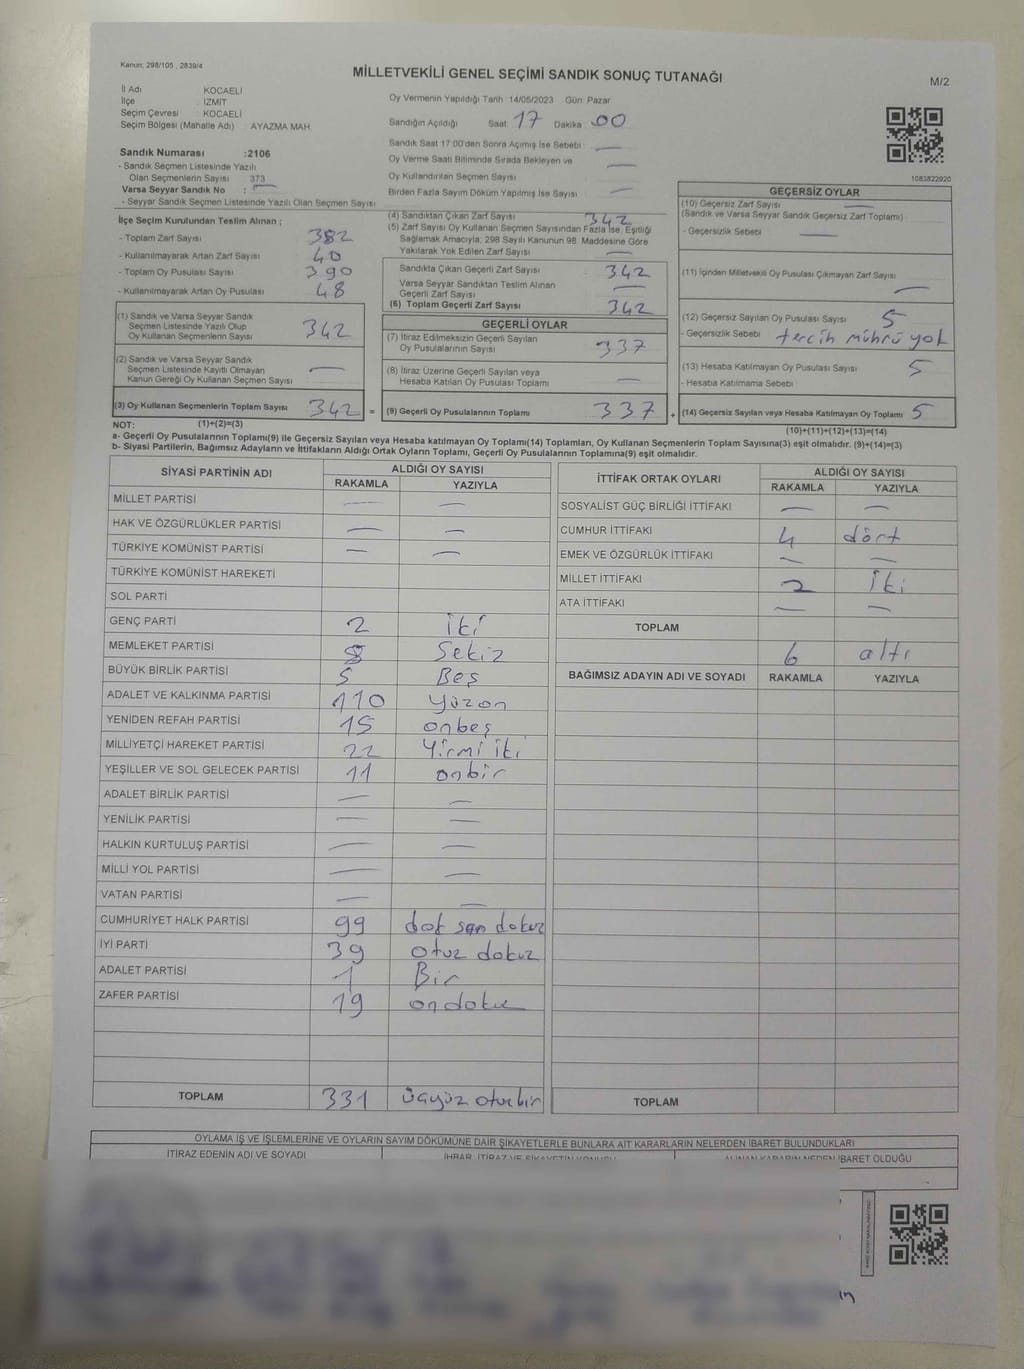 Kanun: 298/105 , 2839/4
MİLLETVEKİLİ GENEL SEÇİMİ SANDIK SONUÇ TUTANAĞI
M/2
İl Adı : KOCAELİ
İlçe : İZMİT
Seçim Çevresi : KOCAELİ
Seçim Bölgesi (Mahalle Adı) : AYAZMA MAH.
Oy Vermenin Yapıldığı Tarih 14/05/2023 Gün: Pazar
Sandığın Açıldığı Saat: 17 Dakika 00
Sandık Saat 17:00'den Sonra Açılmış İse Sebebi —
Oy Verme Saati Bitiminde Sırada Bekleyen ve
Oy Kullandırılan Seçmen Sayısı —
Birden Fazla Sayım Döküm Yapılmış İse Sayısı —
1083822920
Sandık Numarası :2106
- Sandık Seçmen Listesinde Yazılı
Olan Seçmenlerin Sayısı 373
Varsa Seyyar Sandık No : —
- Seyyar Sandık Seçmen Listesinde Yazılı Olan Seçmen Sayısı
İlçe Seçim Kurulundan Teslim Alınan ;
- Toplam Zarf Sayısı 382
- Kullanılmayarak Artan Zarf Sayısı 40
- Toplam Oy Pusulası Sayısı 390
- Kullanılmayarak Artan Oy Pusulası 48
(1) Sandık ve Varsa Seyyar Sandık
Seçmen Listesinde Yazılı Olup
Oy Kullanan Seçmenlerin Sayısı 342
(2) Sandık ve Varsa Seyyar Sandık
Seçmen Listesinde Kayıtlı Olmayan
Kanun Gereği Oy Kullanan Seçmen Sayısı —
(3) Oy Kullanan Seçmenlerin Toplam Sayısı 342 =
(4) Sandıktan Çıkan Zarf Sayısı 342
(5) Zarf Sayısı Oy Kullanan Seçmen Sayısından Fazla İse, Eşitliği
Sağlamak Amacıyla, 298 Sayılı Kanunun 98. Maddesine Göre
Yakılarak Yok Edilen Zarf Sayısı —
Sandıkta Çıkan Geçerli Zarf Sayısı 342
Varsa Seyyar Sandıktan Teslim Alınan
Geçerli Zarf Sayısı —
(6) Toplam Geçerli Zarf Sayısı 342
GEÇERLİ OYLAR
(7) İtiraz Edilmeksizin Geçerli Sayılan
Oy Pusulalarının Sayısı 337
(8) İtiraz Üzerine Geçerli Sayılan veya
Hesaba Katılan Oy Pusulası Toplamı —
(9) Geçerli Oy Pusulalarının Toplamı 337 +
GEÇERSİZ OYLAR
(10) Geçersiz Zarf Sayısı —
(Sandık ve Varsa Seyyar Sandık Geçersiz Zarf Toplamı)
- Geçersizlik Sebebi —
(11) İçinden Milletvekili Oy Pusulası Çıkmayan Zarf Sayısı —
(12) Geçersiz Sayılan Oy Pusulası Sayısı 5
- Geçersizlik Sebebi tercih mührü yok
(13) Hesaba Katılmayan Oy Pusulası Sayısı 5
- Hesaba Katılmama Sebebi
(14) Geçersiz Sayılan veya Hesaba Katılmayan Oy Toplamı 5
NOT: (1)+(2)=(3)
(10)+(11)+(12)+(13)=(14)
a- Geçerli Oy Pusulalarının Toplamı(9) ile Geçersiz Sayılan veya Hesaba katılmayan Oy Toplamı(14) Toplamları, Oy Kullanan Seçmenlerin Toplam Sayısına(3) eşit olmalıdır. (9)+(14)=(3)
b- Siyasi Partilerin, Bağımsız Adayların ve İttifakların Aldığı Ortak Oyların Toplamı, Geçerli Oy Pusulalarının Toplamına(9) eşit olmalıdır.
SİYASİ PARTİNİN ADI ALDIĞI OY SAYISI
RAKAMLA YAZIYLA
MİLLET PARTİSİ — —
HAK VE ÖZGÜRLÜKLER PARTİSİ — —
TÜRKİYE KOMÜNİST PARTİSİ — —
TÜRKİYE KOMÜNİST HAREKETİ
SOL PARTİ
GENÇ PARTİ 2 iki
MEMLEKET PARTİSİ 8 Sekiz
BÜYÜK BİRLİK PARTİSİ 5 Beş
ADALET VE KALKINMA PARTİSİ 110 yüzon
YENİDEN REFAH PARTİSİ 15 onbeş
MİLLİYETÇİ HAREKET PARTİSİ 22 Yirmi iki
YEŞİLLER VE SOL GELECEK PARTİSİ 11 onbir
ADALET BİRLİK PARTİSİ — —
YENİLİK PARTİSİ — —
HALKIN KURTULUŞ PARTİSİ — —
MİLLİ YOL PARTİSİ — —
VATAN PARTİSİ — —
CUMHURİYET HALK PARTİSİ 99 doksan dokuz
İYİ PARTİ 39 otuz dokuz
ADALET PARTİSİ 1 Bir
ZAFER PARTİSİ 19 ondokuz
TOPLAM 331 üçyüz otuzbir
İTTİFAK ORTAK OYLARI ALDIĞI OY SAYISI
RAKAMLA YAZIYLA
SOSYALİST GÜÇ BİRLİĞİ İTTİFAKI — —
CUMHUR İTTİFAKI 4 dört
EMEK VE ÖZGÜRLÜK İTTİFAKI — —
MİLLET İTTİFAKI 2 İki
ATA İTTİFAKI — —
TOPLAM
6 altı
BAĞIMSIZ ADAYIN ADI VE SOYADI RAKAMLA YAZIYLA
TOPLAM
OYLAMA İŞ VE İŞLEMLERİNE VE OYLARIN SAYIM DÖKÜMÜNE DAİR ŞİKAYETLERLE BUNLARA AİT KARARLARIN NELERDEN İBARET BULUNDUKLARI
İTİRAZ EDENİN ADI VE SOYADI
İBARET OLDUĞU